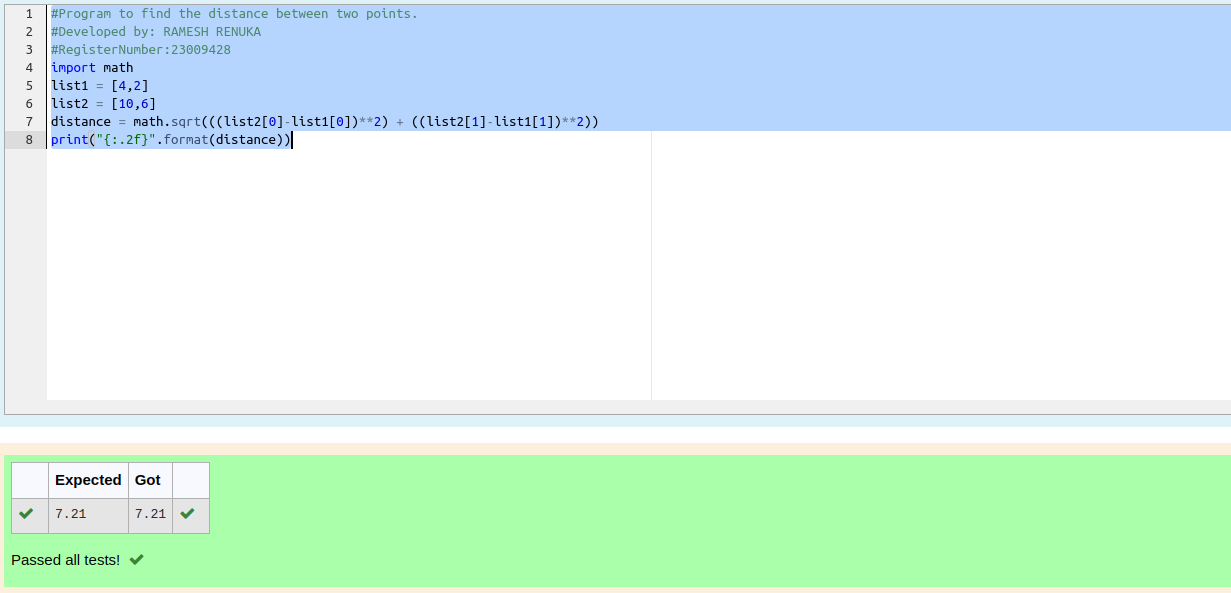 1 #Program to find the distance between two points.
2 #Developed by: RAMESH RENUKA
3 #RegisterNumber:23009428
4 import math
5 list1 = [4,2]
6 list2 = [10,6]
7 distance = math.sqrt(((list2[0]-list1[0])**2) + ((list2[1]-list1[1])**2))
8 print("{:.2f}".format(distance))
Expected Got
7.21 7.21
Passed all tests!